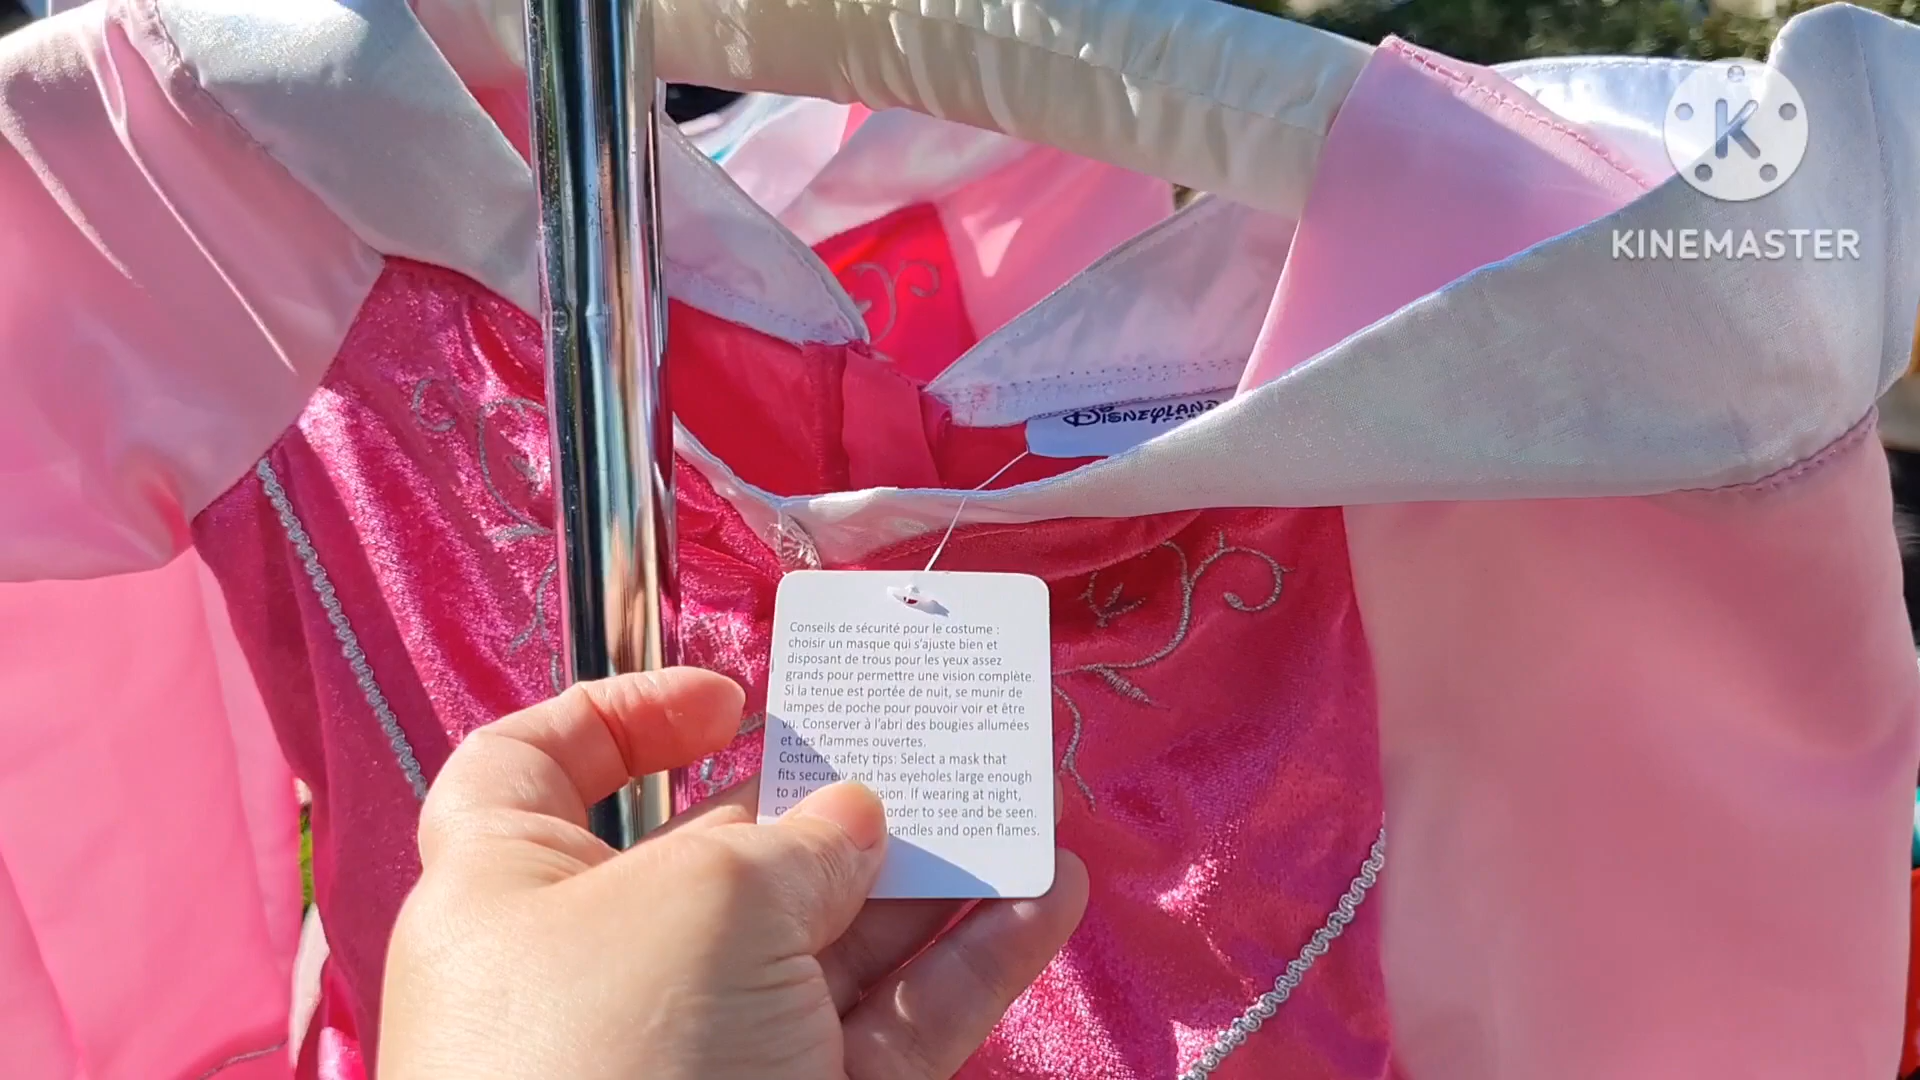 KINEMASTER
DISNEYLAND
Conseils de sécurité pour le costume :
choisir un masque qui s'ajuste bien et
disposant de trous pour les yeux assez
grands pour permettre une vision complète.
Si la tenue est portée de nuit, se munir de
lampes de poche pour pouvoir voir et être
vu. Conserver à l'abri des bougies allumées
et des flammes ouvertes.
Costume safety tips: Select a mask that
fits securely and has eyeholes large enough
to
If wearing at night,
order to see and be seen.
candles and open flames.